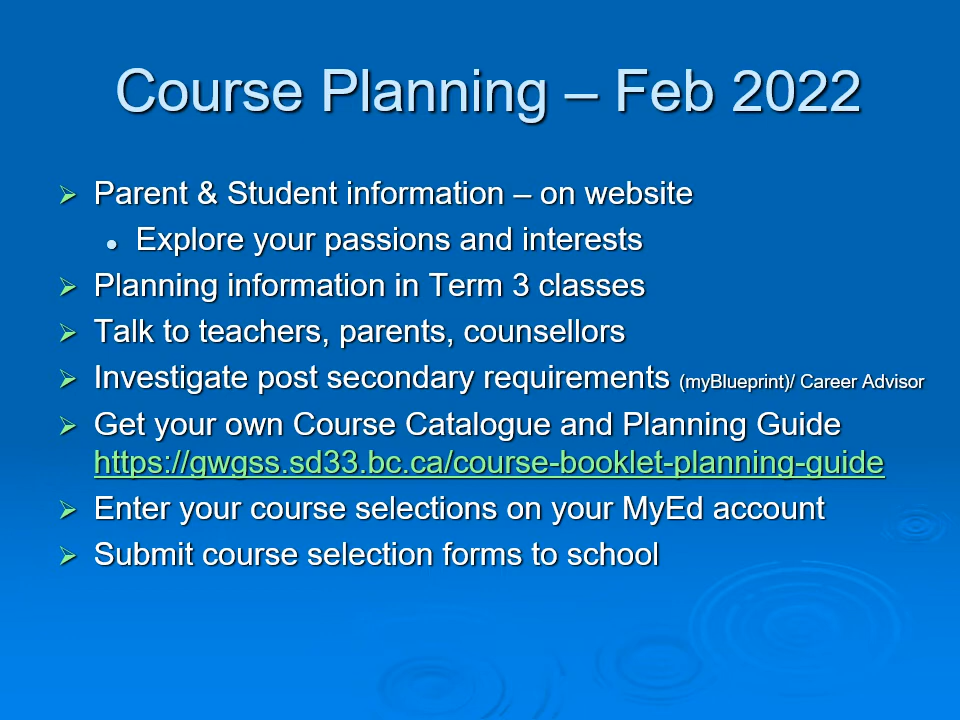 Course Planning – Feb 2022
Parent & Student information – on website
Explore your passions and interests
Planning information in Term 3 classes
Talk to teachers, parents, counsellors
Investigate post secondary requirements (myBlueprint)/ Career Advisor
Get your own Course Catalogue and Planning Guide
https://gwgss.sd33.bc.ca/course-booklet-planning-guide
Enter your course selections on your MyEd account
Submit course selection forms to school